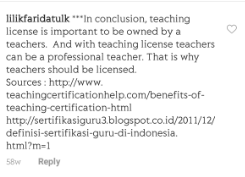 lilikfaridatulk ***In conclusion, teaching
license is important to be owned by a
teachers.  And with teaching license teachers
can be a professional teacher. That is why
teachers should be licensed.
Sources : http://www.
teachingcertificationhelp.com/benefits-of-
teaching-certification-html
http://sertifikasiguru3.blogspot.co.id/2011/12/
definisi-sertifikasi-guru-di-indonesia.
html?m=1
58w Reply